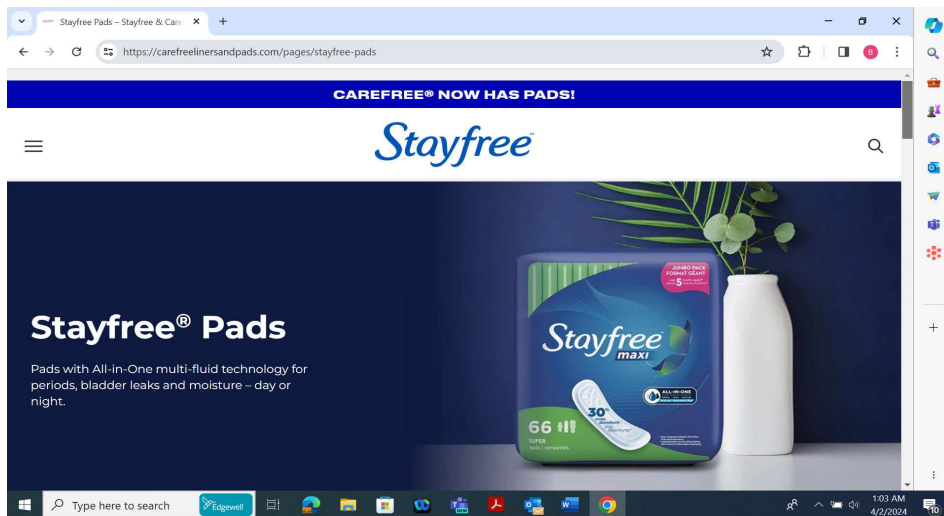 Stayfree Pads – Stayfree & Care
https://carefreelinersandpads.com/pages/stayfree-pads
B
CAREFREE® NOW HAS PADS!
Stayfree
JUMBO PACK
FORMAT GÉANT
5
Stayfree
maxi
ALL-IN-ONE
30%
66
SUPER
pads | serviettes
Stayfree® Pads
Pads with All-in-One multi-fluid technology for
periods, bladder leaks and moisture – day or
night.
Type here to search
Edgewell
1:03 AM
4/2/2024
10